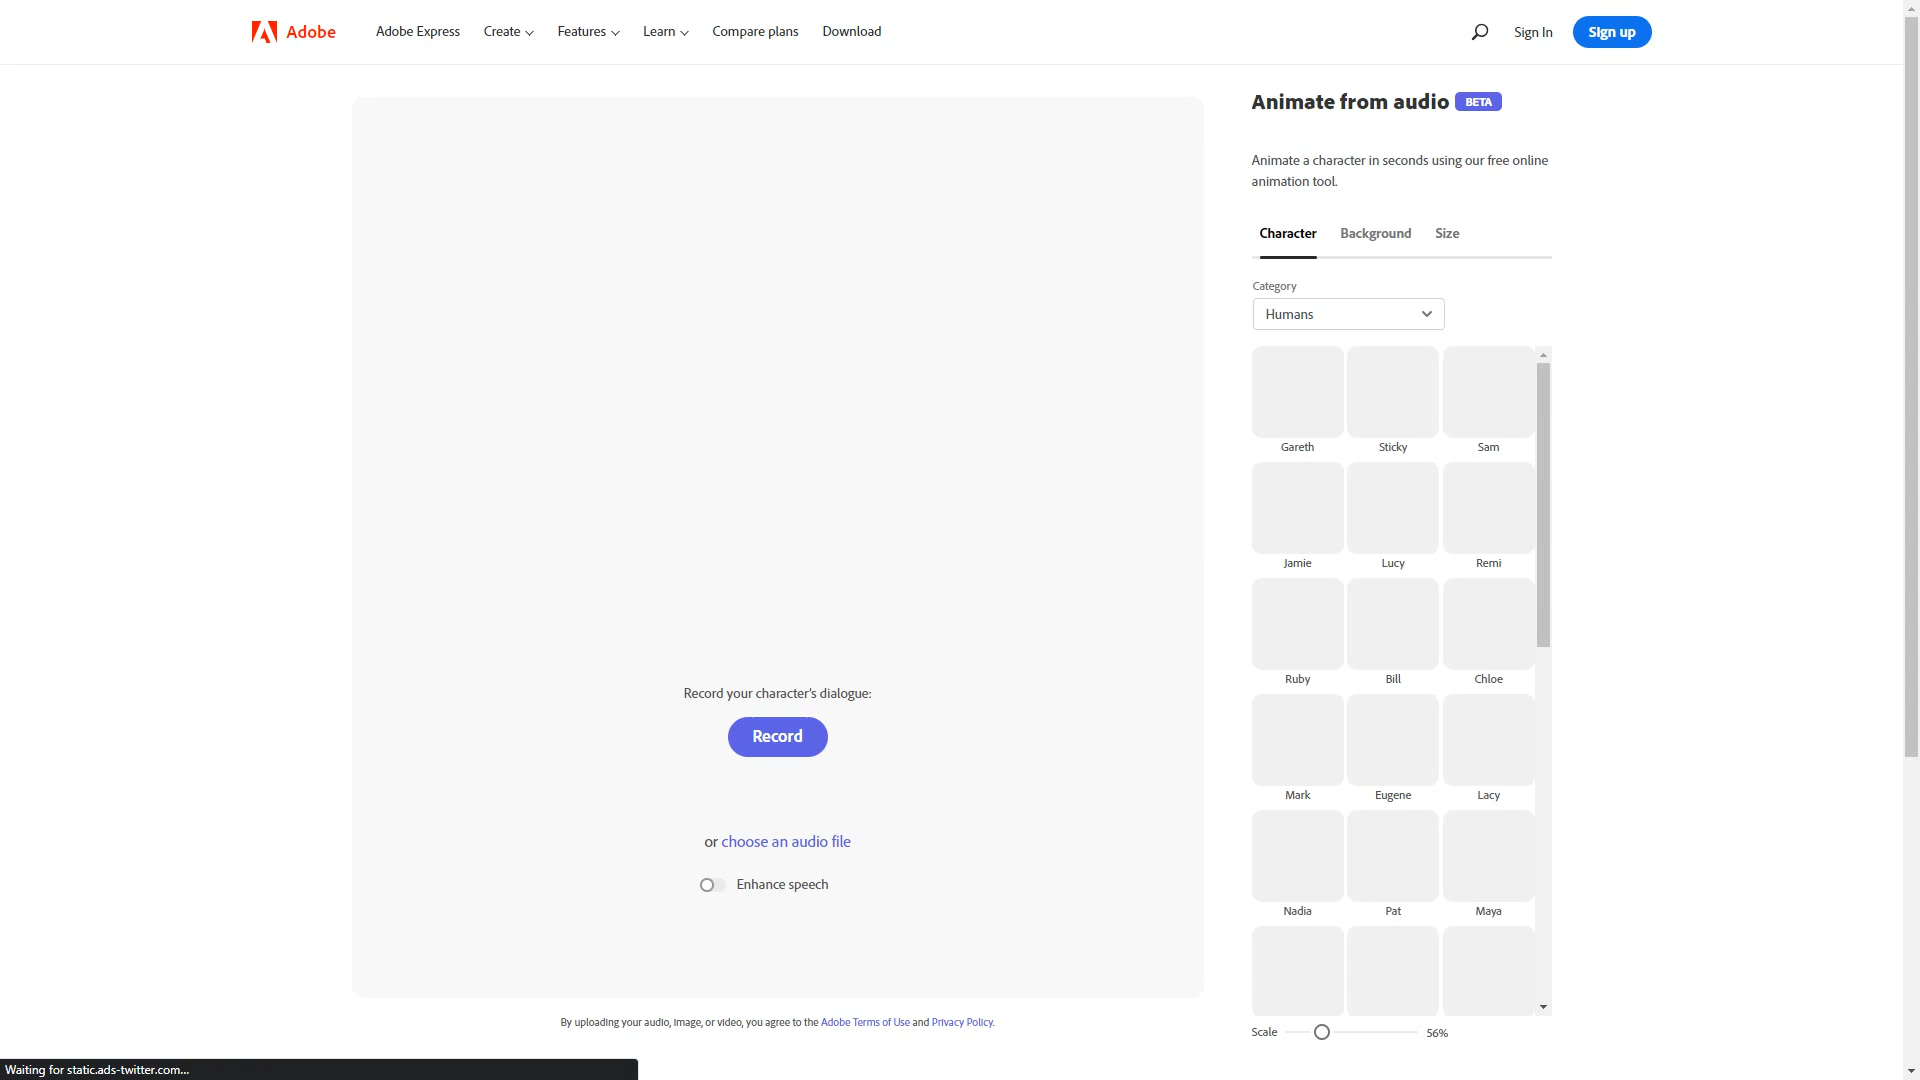 Adobe
Adobe Express
Create
Features
Learn
Compare plans
Download
Sign In
Sign up
Animate from audio BETA
Animate a character in seconds using our free online
animation tool.
Character Background Size
Category
Humans
Gareth Sticky Sam
Jamie Lucy Remi
Ruby Bill Chloe
Mark Eugene Lacy
Nadia Pat Maya
Scale 56%
Record your character's dialogue:
Record
or choose an audio file
Enhance speech
By uploading your audio, image, or video, you agree to the Adobe Terms of Use and Privacy Policy.
Waiting for static.ads-twitter.com...